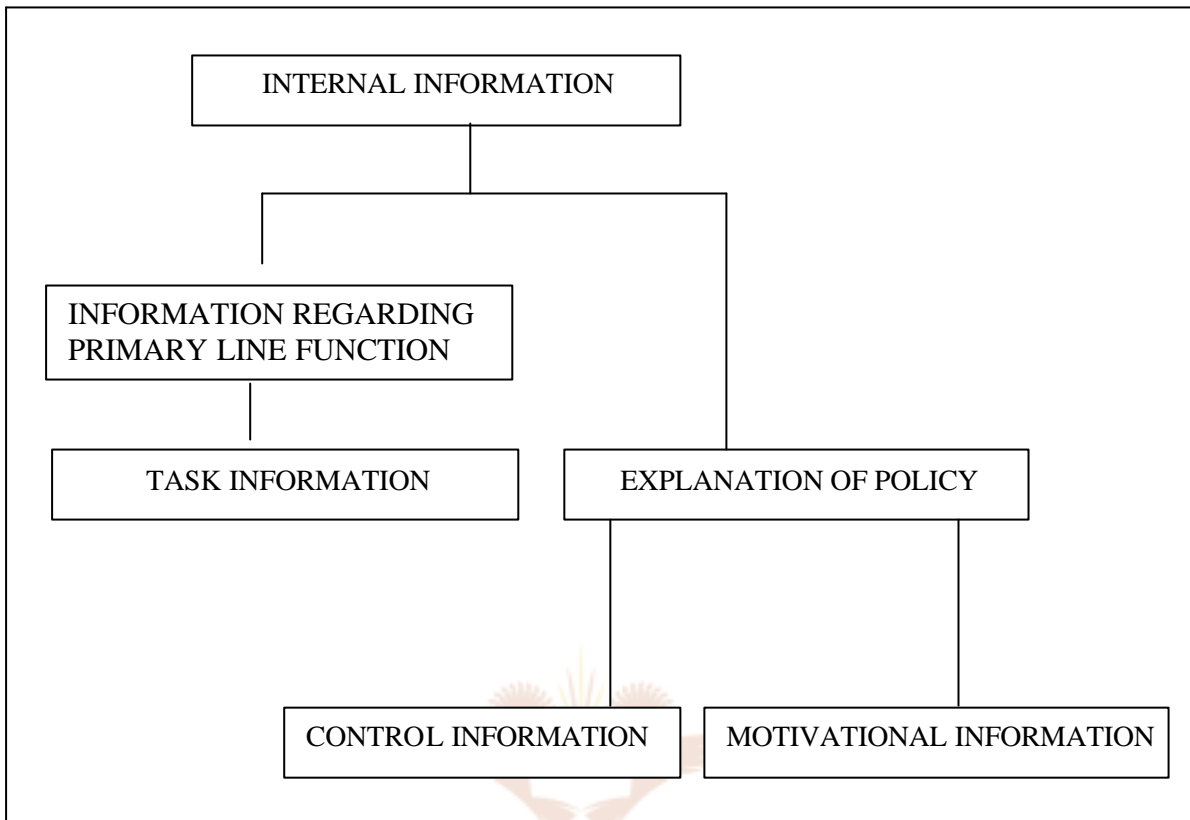 INTERNAL INFORMATION
INFORMATION REGARDING
PRIMARY LINE FUNCTION
TASK INFORMATION
EXPLANATION OF POLICY
CONTROL INFORMATION
MOTIVATIONAL INFORMATION